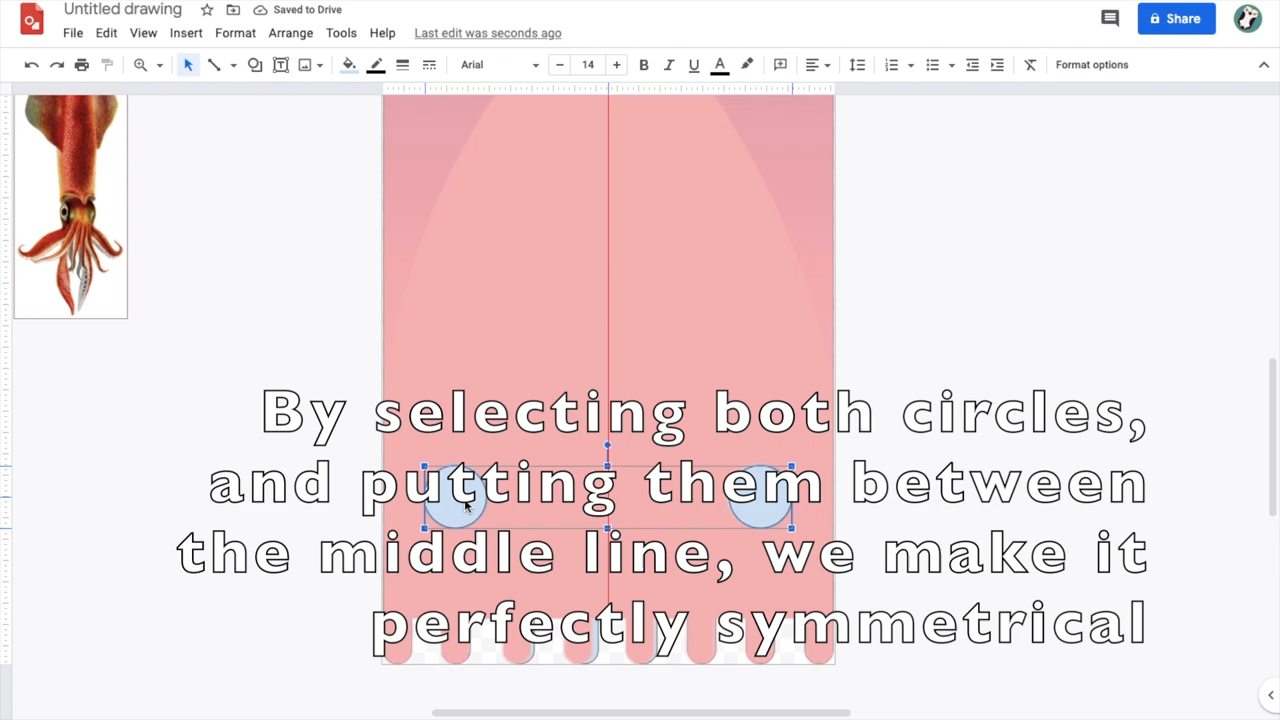 Untitled drawing
Saved to Drive
File Edit View Insert Format Arrange Tools Help Last edit was seconds ago
Share
Arial
14
B I U A
Format options
By selecting both circles,
and putting them between
the middle line, we make it
perfectly symmetrical